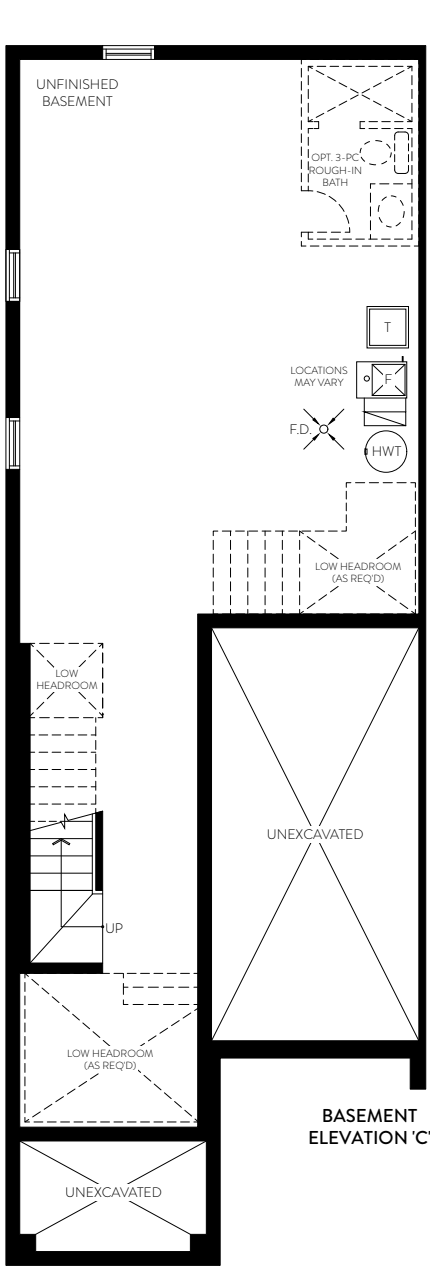 UNFINISHED
BASEMENT
OPT. 3-PC
ROUGH-IN
BATH
T
LOCATIONS
MAY VARY
F
F.D.
HWT
LOW HEADROOM
(AS REQ'D)
LOW
HEADROOM
UNEXCAVATED
UP
LOW HEADROOM
(AS REQ'D)
BASEMENT
ELEVATION 'C'
UNEXCAVATED